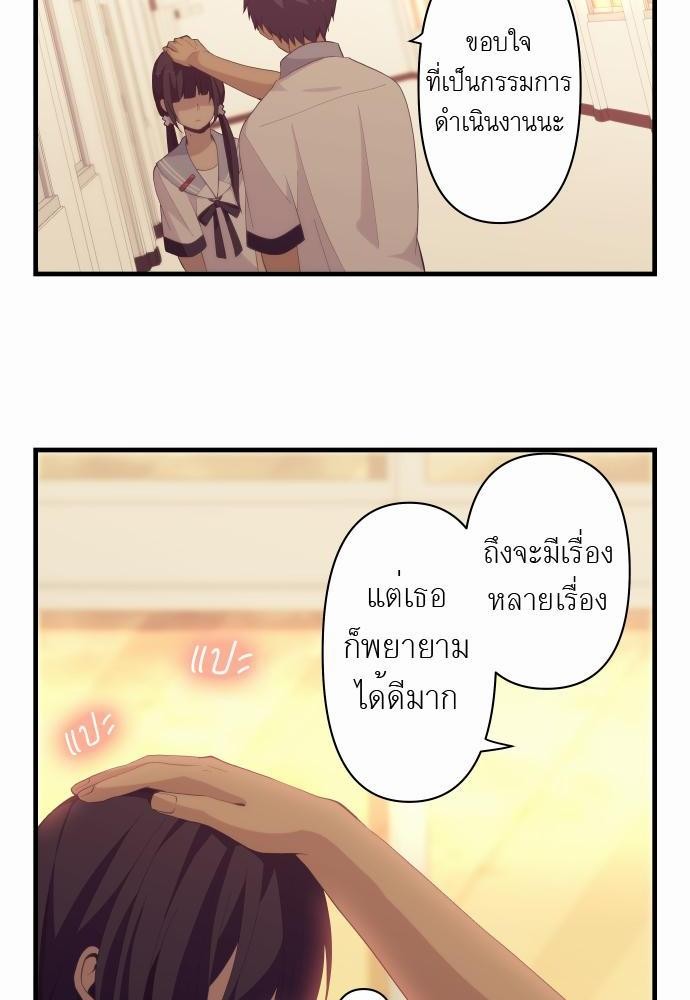 ขอบใจ
ที่เป็นกรรมการ
ดำเนินงานนะ
ถึงจะมีเรื่อง
หลายเรื่อง
แต่เธอ
ก็พยายาม
ได้ดีมาก
แปะ
แปะ